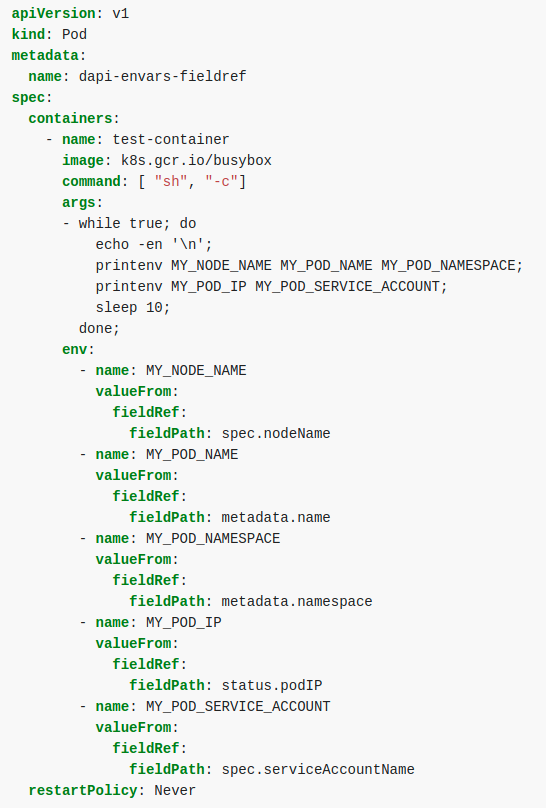 apiVersion: v1
kind: Pod
metadata:
  name: dapi-envars-fieldref
spec:
  containers:
    - name: test-container
      image: k8s.gcr.io/busybox
      command: [ "sh", "-c"]
      args:
      - while true; do
          echo -en '\n';
          printenv MY_NODE_NAME MY_POD_NAME MY_POD_NAMESPACE;
          printenv MY_POD_IP MY_POD_SERVICE_ACCOUNT;
          sleep 10;
        done;
      env:
        - name: MY_NODE_NAME
          valueFrom:
            fieldRef:
              fieldPath: spec.nodeName
        - name: MY_POD_NAME
          valueFrom:
            fieldRef:
              fieldPath: metadata.name
        - name: MY_POD_NAMESPACE
          valueFrom:
            fieldRef:
              fieldPath: metadata.namespace
        - name: MY_POD_IP
          valueFrom:
            fieldRef:
              fieldPath: status.podIP
        - name: MY_POD_SERVICE_ACCOUNT
          valueFrom:
            fieldRef:
              fieldPath: spec.serviceAccountName
  restartPolicy: Never